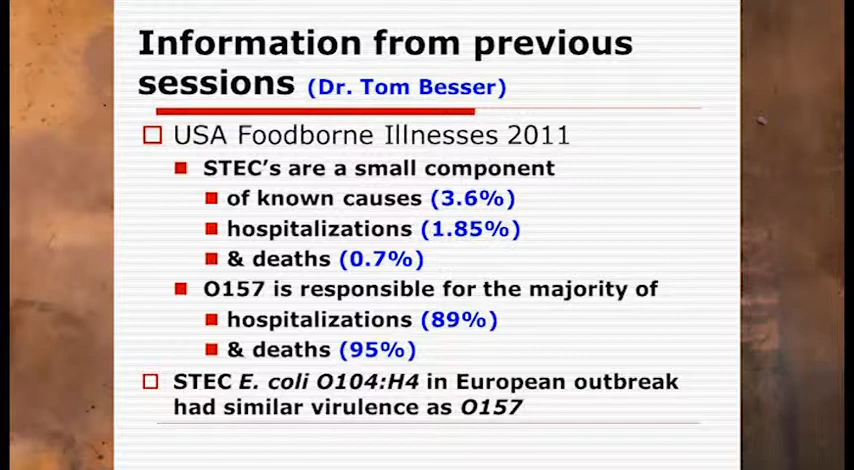 Information from previous
sessions (Dr. Tom Besser)
USA Foodborne Illnesses 2011
STEC's are a small component
of known causes (3.6%)
hospitalizations (1.85%)
& deaths (0.7%)
O157 is responsible for the majority of
hospitalizations (89%)
& deaths (95%)
STEC E. coli O104:H4 in European outbreak
had similar virulence as O157